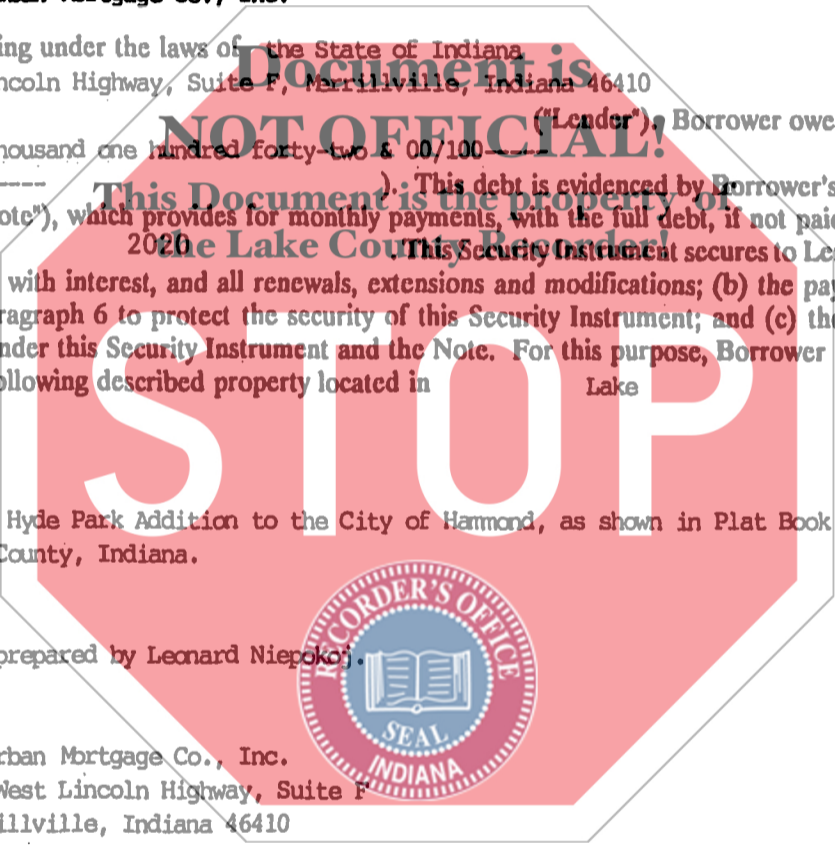 ing under the laws of the State of Indiana
ncoln Highway, Suite F, Merrillville, Indiana 46410
Document is
("Lender"). Borrower owe
NOT OFFICIAL!
housand one hundred forty-two & 00/100-----
---- ). This debt is evidenced by Borrower's
This Document is the property of
ote"), which provides for monthly payments, with the full debt, if not paid
2020 . This Security Instrument secures to Le
the Lake County Recorder!
with interest, and all renewals, extensions and modifications; (b) the pay
ragraph 6 to protect the security of this Security Instrument; and (c) the
nder this Security Instrument and the Note. For this purpose, Borrower
ollowing described property located in Lake
STOP
Hyde Park Addition to the City of Hammond, as shown in Plat Book
County, Indiana.
RECORDER'S OFFICE
prepared by Leonard Niepokoj.
SEAL
INDIANA
rban Mortgage Co., Inc.
West Lincoln Highway, Suite F
illville, Indiana 46410